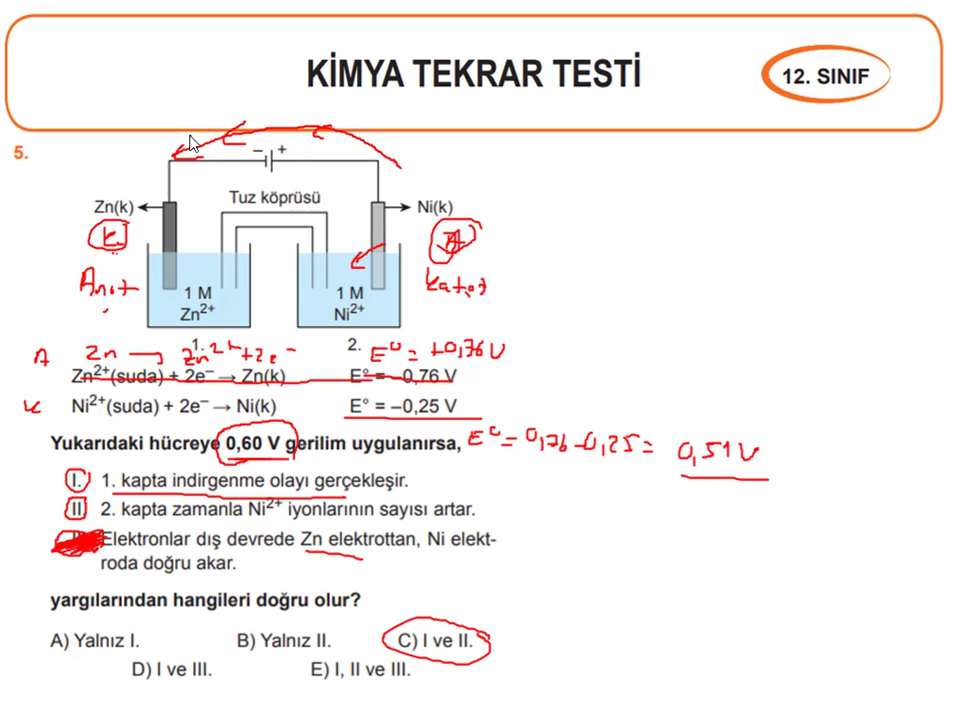 KİMYA TEKRAR TESTİ
12. SINIF
5.
− +
Zn(k)
Tuz köprüsü
Ni(k)
K
A
Anot
Katot
1 M
Zn2+
1 M
Ni2+
1.
2.
A Zn → Zn2+ + 2e− E° = +0,76 V
Zn2+(suda) + 2e− → Zn(k) E° = −0,76 V
K Ni2+(suda) + 2e− → Ni(k) E° = −0,25 V
Yukarıdaki hücreye 0,60 V gerilim uygulanırsa, E° = 0,76 − 0,25 = 0,51 V
I. 1. kapta indirgenme olayı gerçekleşir.
II 2. kapta zamanla Ni2+ iyonlarının sayısı artar.
Elektronlar dış devrede Zn elektrottan, Ni elekt-
roda doğru akar.
yargılarından hangileri doğru olur?
A) Yalnız I. B) Yalnız II. C) I ve II.
D) I ve III. E) I, II ve III.